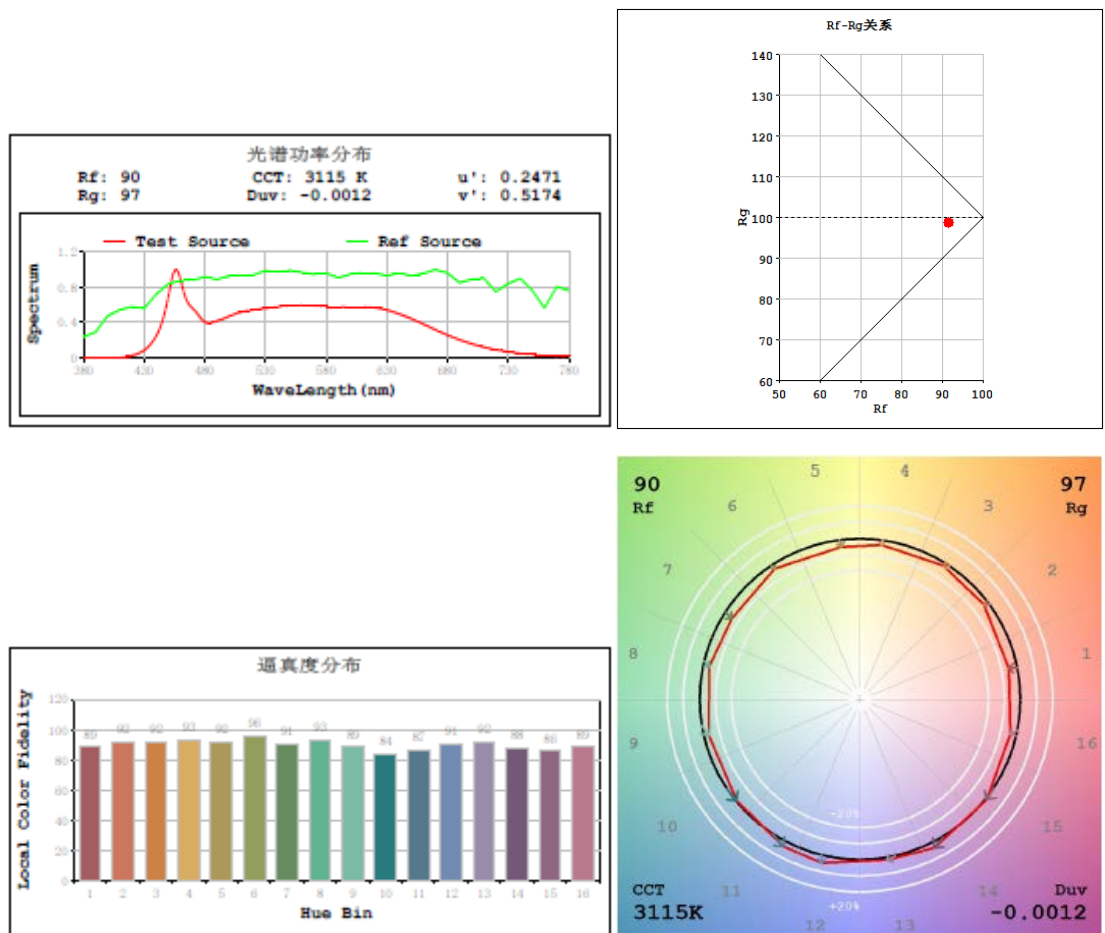 Rf-Rg关系
140
130
120
110
100
90
80
70
60
Rg
50 60 70 80 90 100
Rf
光谱功率分布
Rf: 90 CCT: 3115 K u': 0.2471
Rg: 97 Duv: -0.0012 v': 0.5174
Test Source Ref Source
1.2
0.8
0.4
0
Spectrum
380 430 480 530 580 630 680 730 780
WaveLength(nm)
逼真度分布
120
100
80
60
40
20
0
Local Color Fidelity
89 92 92 93 92 96 91 93 89 84 87 91 92 88 86 89
1 2 3 4 5 6 7 8 9 10 11 12 13 14 15 16
Hue Bin
90
Rf
97
Rg
5 4
6 3
7 2
8 1
9 16
10 15
11 14
12 13
-20%
+20%
CCT
3115K
Duv
-0.0012